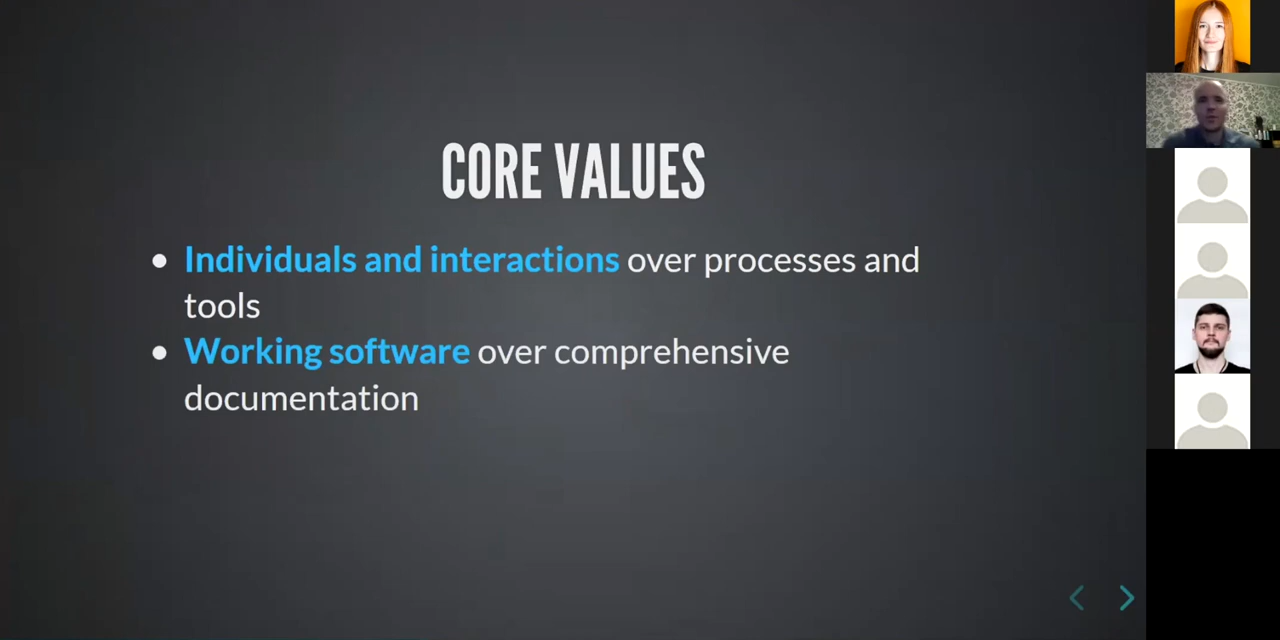 CORE VALUES
Individuals and interactions over processes and
tools
Working software over comprehensive
documentation